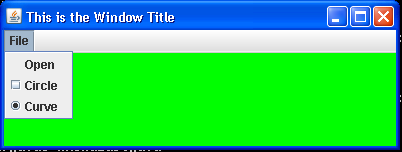 This is the Window Title
File
Open
Circle
Curve